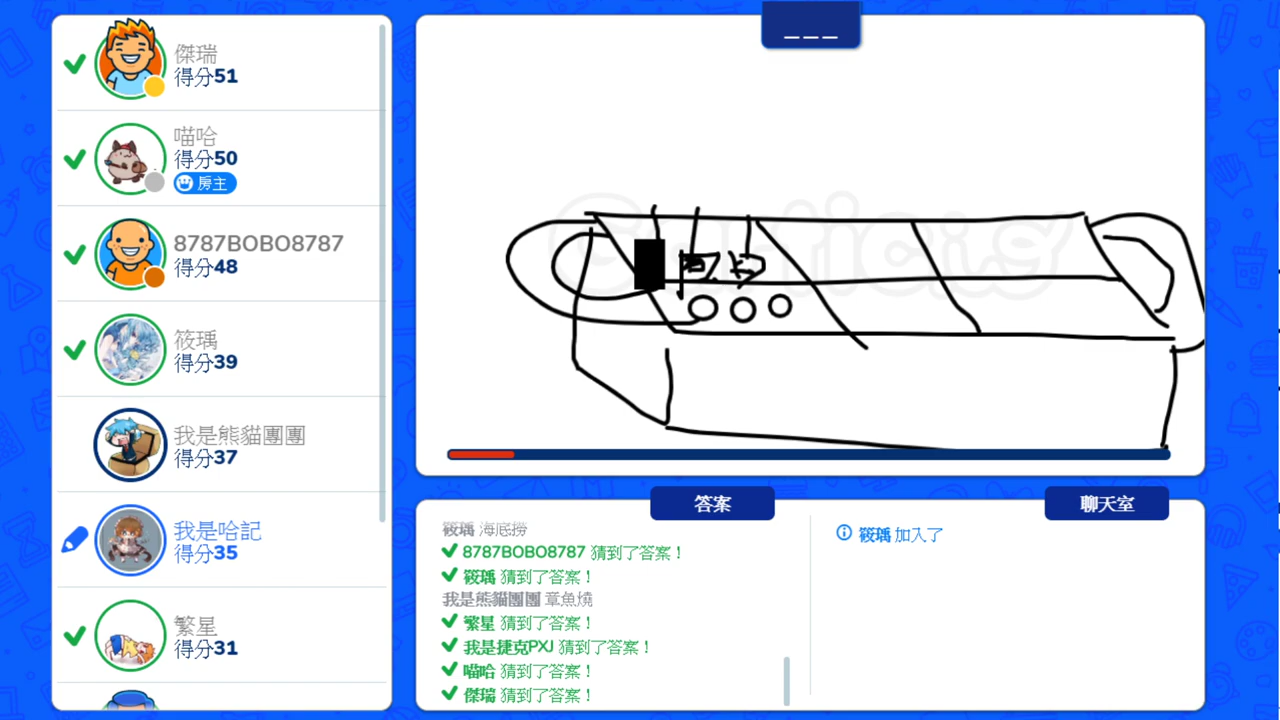 傑瑞
得分51
喵哈
得分50
房主
8787BOBO8787
得分48
筱瑀
得分39
我是熊貓團團
得分37
我是哈記
得分35
繁星
得分31
_ _ _
Garticis
答案
筱瑀 海底撈
8787BOBO8787 猜到了答案！
筱瑀 猜到了答案！
我是熊貓團團 章魚燒
繁星 猜到了答案！
我是捷克PXJ 猜到了答案！
喵哈 猜到了答案！
傑瑞 猜到了答案！
聊天室
筱瑀 加入了